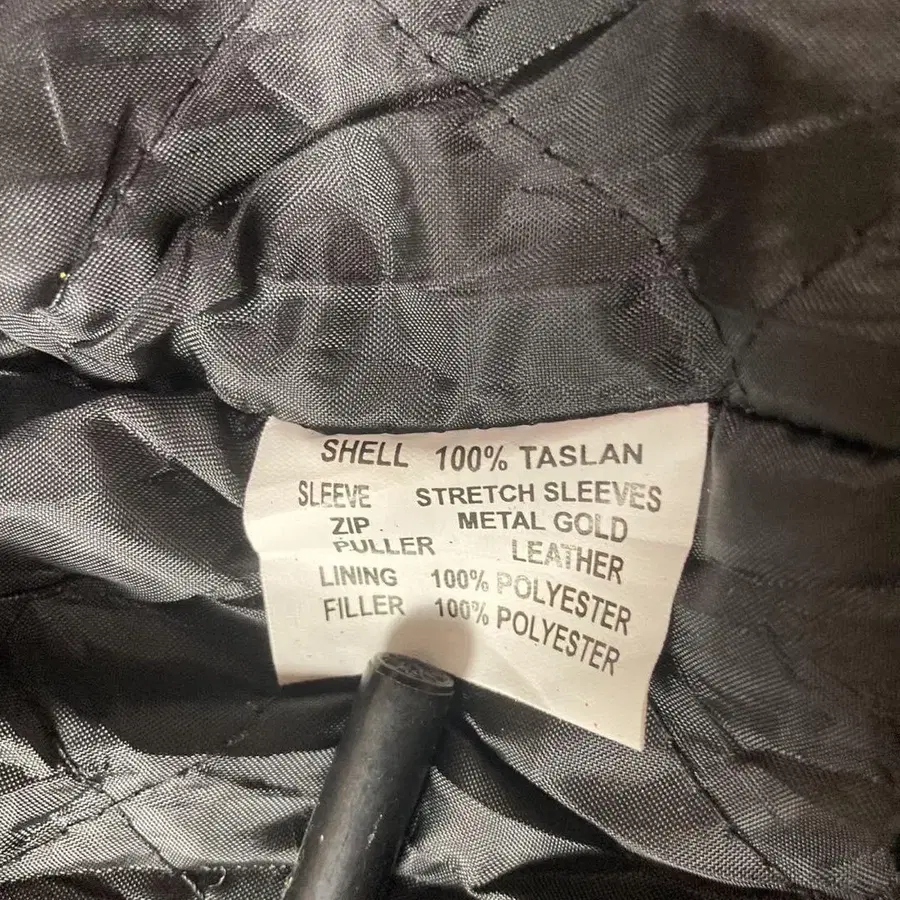 SHELL 100% TASLAN
SLEEVE STRETCH SLEEVES
ZIP METAL GOLD
PULLER LEATHER
LINING 100% POLYESTER
FILLER 100% POLYESTER